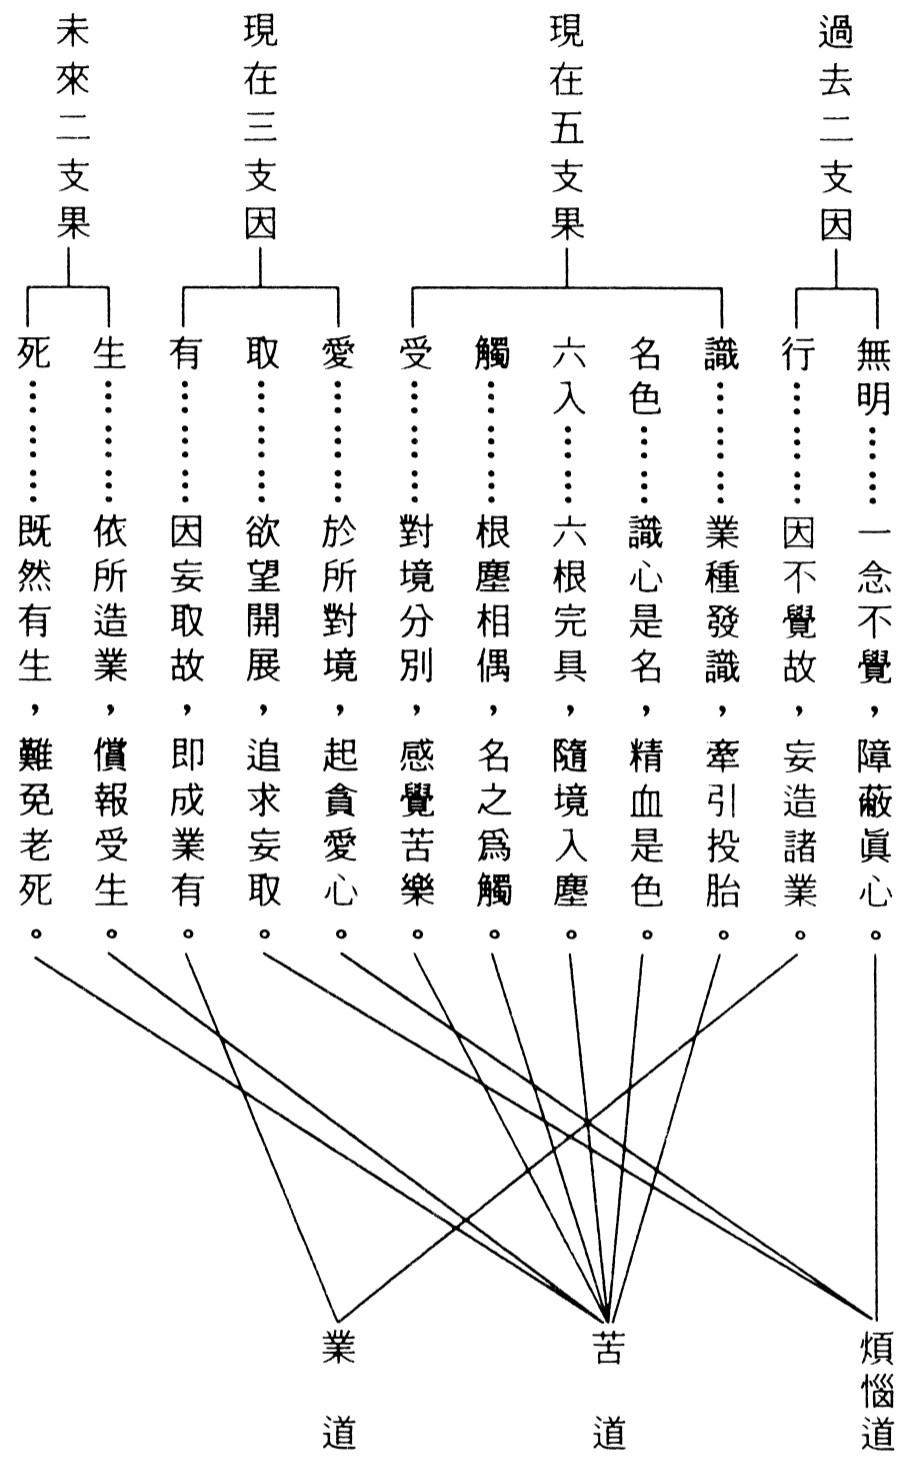 過去二支因
現在五支果
現在三支因
未來二支果
無明………一念不覺，障蔽眞心。
行…………因不覺故，妄造諸業。
識…………業種發識，牽引投胎。
名色………識心是名，精血是色。
六入………六根完具，隨境入塵。
觸…………根塵相偶，名之爲觸。
受…………對境分別，感覺苦樂。
愛…………於所對境，起貪愛心。
取…………欲望開展，追求妄取。
有…………因妄取故，即成業有。
生…………依所造業，償報受生。
死…………既然有生，難免老死。
煩惱道
苦道
業道